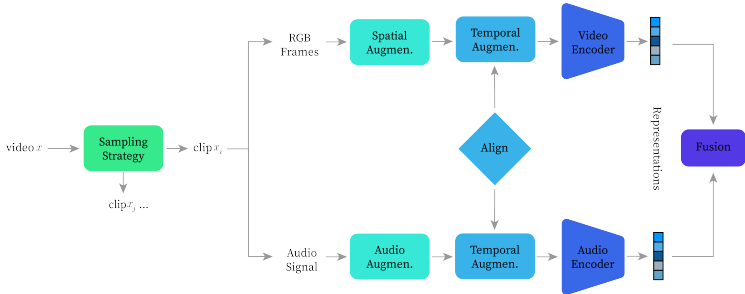 video x
Sampling
Strategy
clip x_j ...
clip x_i
RGB
Frames
Spatial
Augmen.
Temporal
Augmen.
Video
Encoder
Align
Representations
Fusion
Audio
Signal
Audio
Augmen.
Temporal
Augmen.
Audio
Encoder